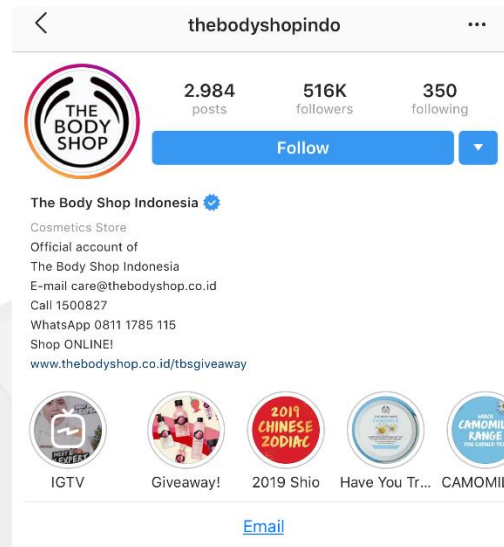 thebodyshopindo
2.984 516K 350
posts followers following
THE
BODY
SHOP
Follow
The Body Shop Indonesia
Cosmetics Store
Official account of
The Body Shop Indonesia
E-mail care@thebodyshop.co.id
Call 1500827
WhatsApp 0811 1785 115
Shop ONLINE!
www.thebodyshop.co.id/tbsgiveaway
2019
CHINESE
ZODIAC
CAMOMIL
RANGE
IGTV Giveaway! 2019 Shio Have You Tr... CAMOMIL
Email